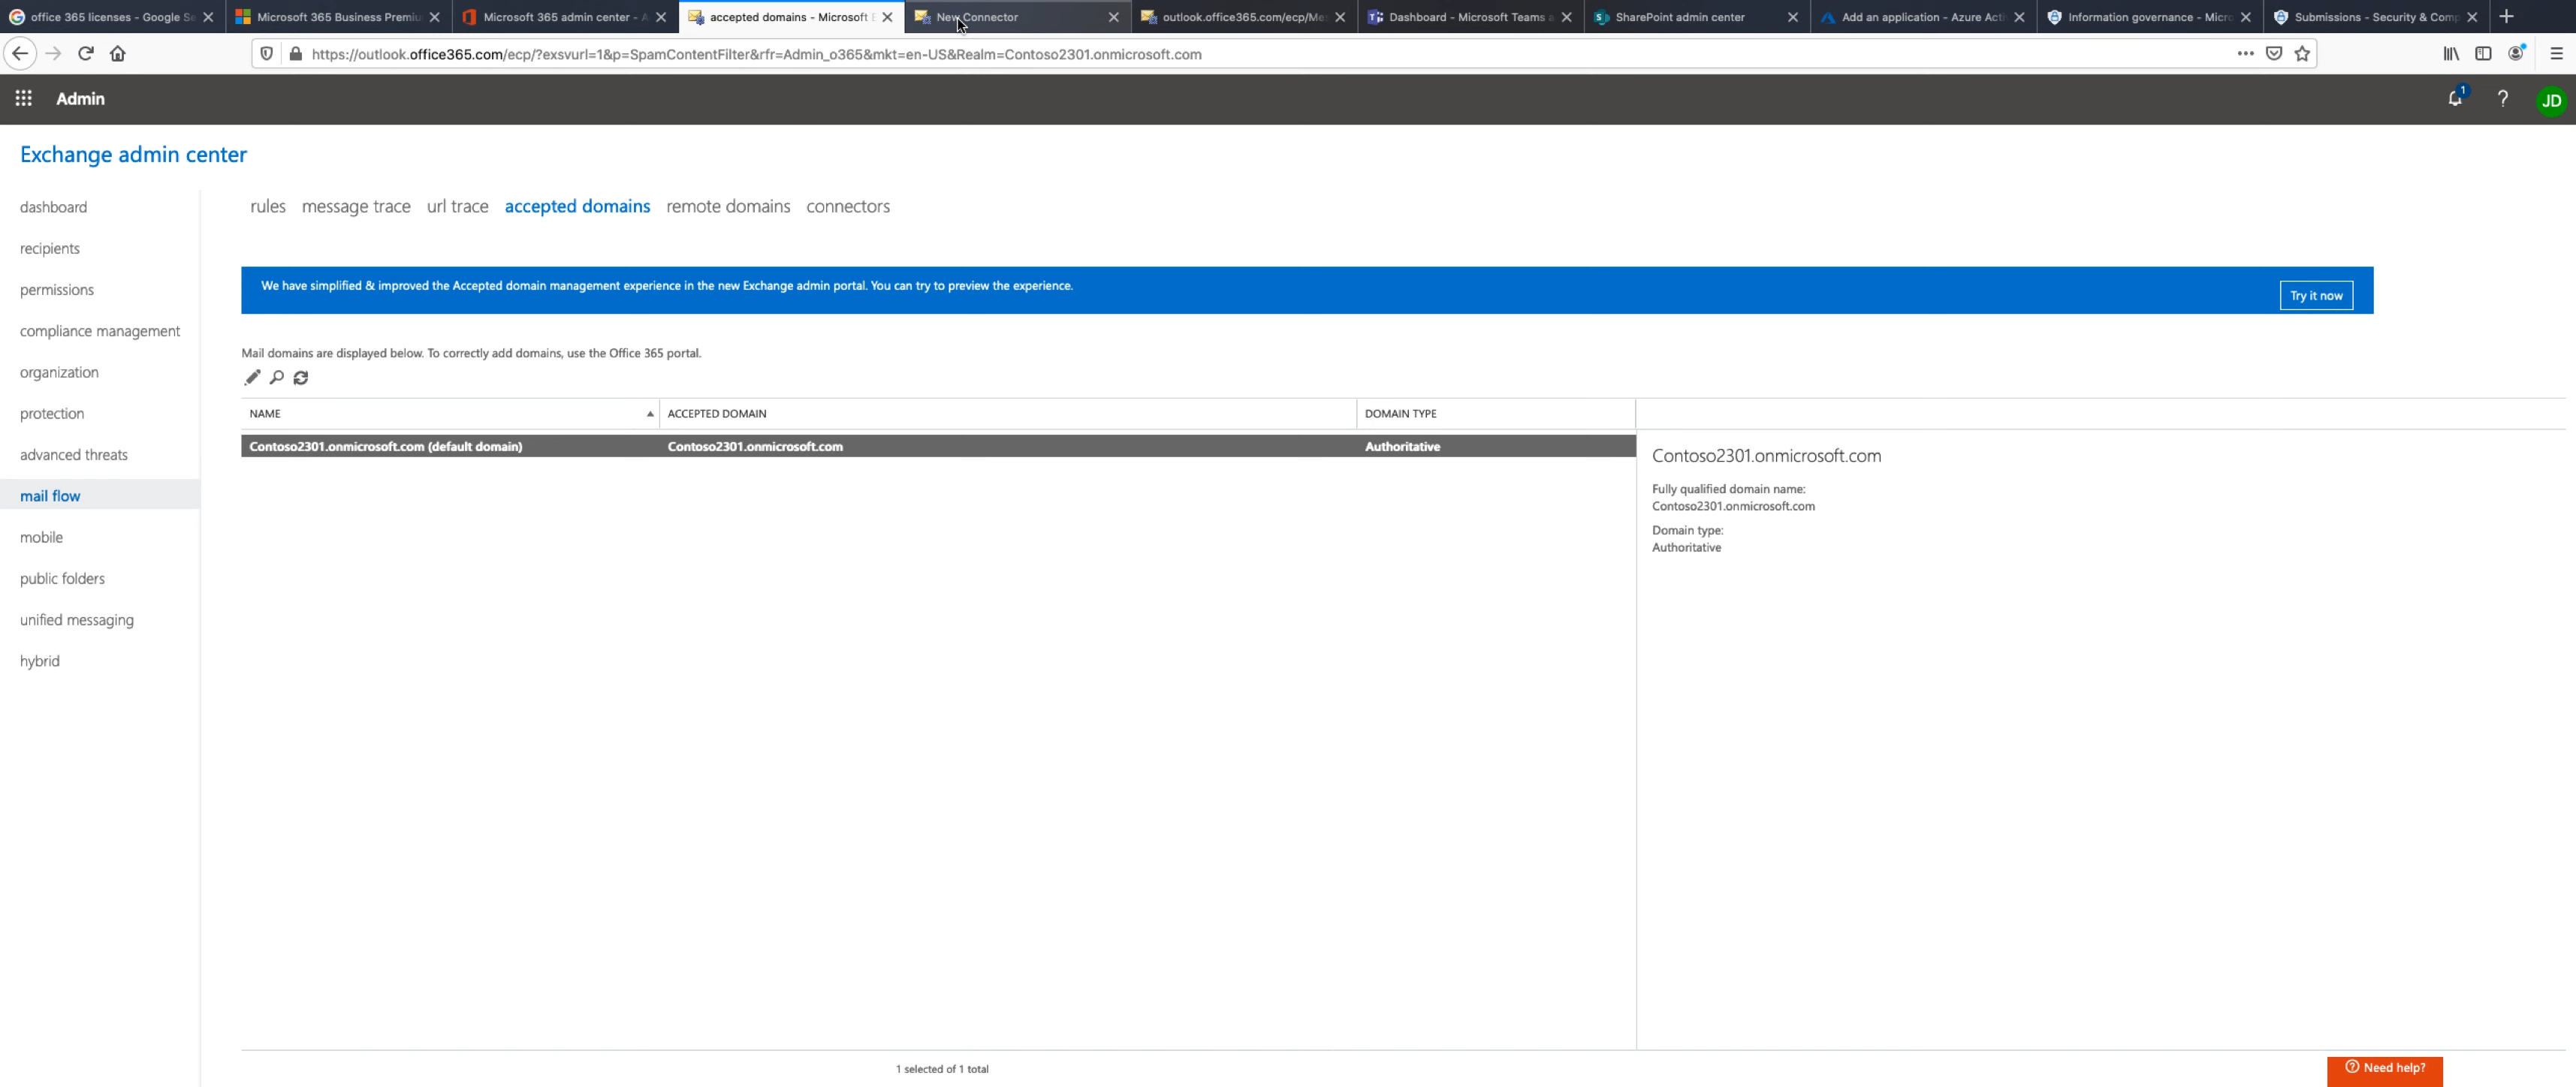 office 365 licenses - Google Se
Microsoft 365 Business Premiu
Microsoft 365 admin center - A
accepted domains - Microsoft E
New Connector
outlook.office365.com/ecp/Me
Dashboard - Microsoft Teams a
SharePoint admin center
Add an application - Azure Acti
Information governance - Micro
Submissions - Security & Comp
https://outlook.office365.com/ecp/?exsvurl=1&p=SpamContentFilter&rfr=Admin_o365&mkt=en-US&Realm=Contoso2301.onmicrosoft.com
Admin
1
?
JD
Exchange admin center
dashboard
recipients
permissions
compliance management
organization
protection
advanced threats
mail flow
mobile
public folders
unified messaging
hybrid
rules message trace url trace accepted domains remote domains connectors
We have simplified & improved the Accepted domain management experience in the new Exchange admin portal. You can try to preview the experience.
Try it now
Mail domains are displayed below. To correctly add domains, use the Office 365 portal.
NAME ACCEPTED DOMAIN DOMAIN TYPE
Contoso2301.onmicrosoft.com (default domain) Contoso2301.onmicrosoft.com Authoritative
Contoso2301.onmicrosoft.com
Fully qualified domain name:
Contoso2301.onmicrosoft.com
Domain type:
Authoritative
1 selected of 1 total
Need help?